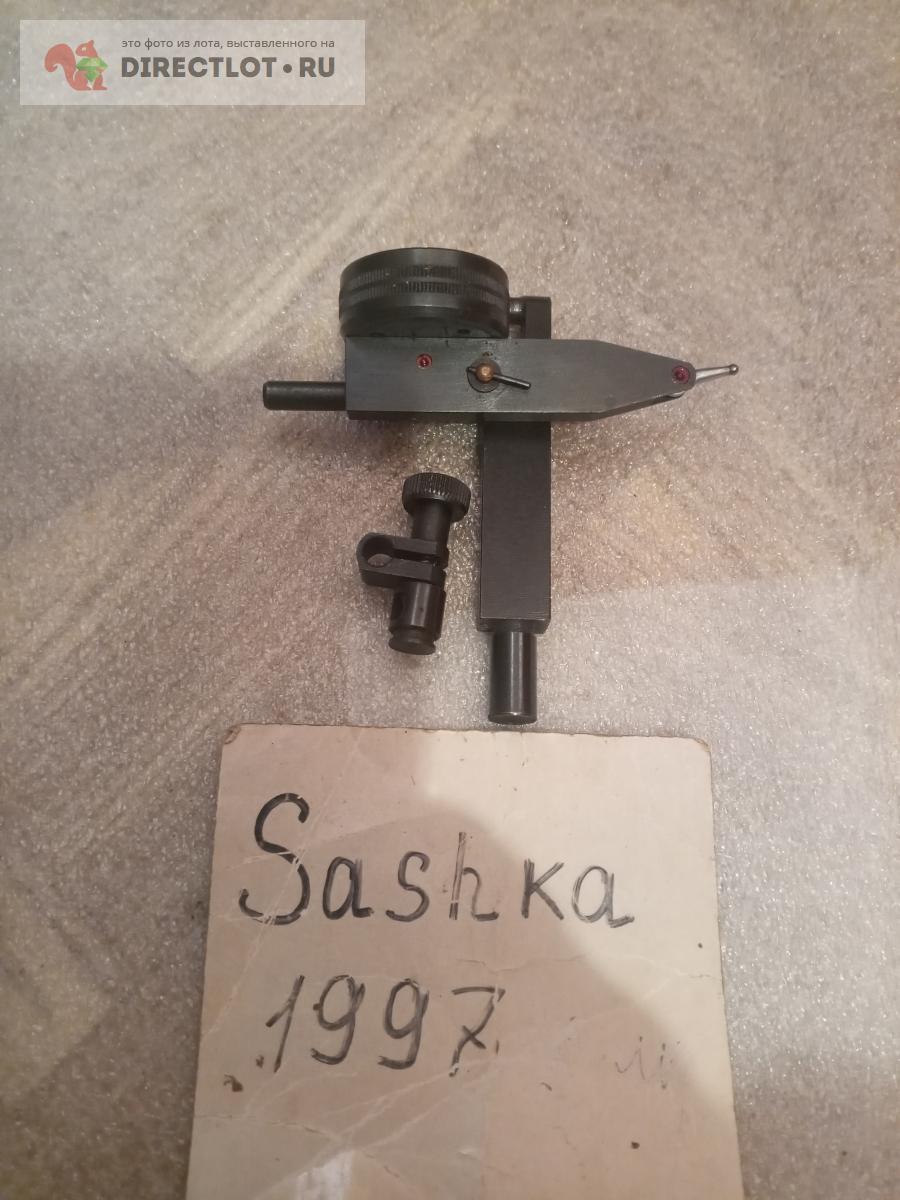 это фото из лота, выставленного на
DIRECTLOT•RU
Sashka
1997